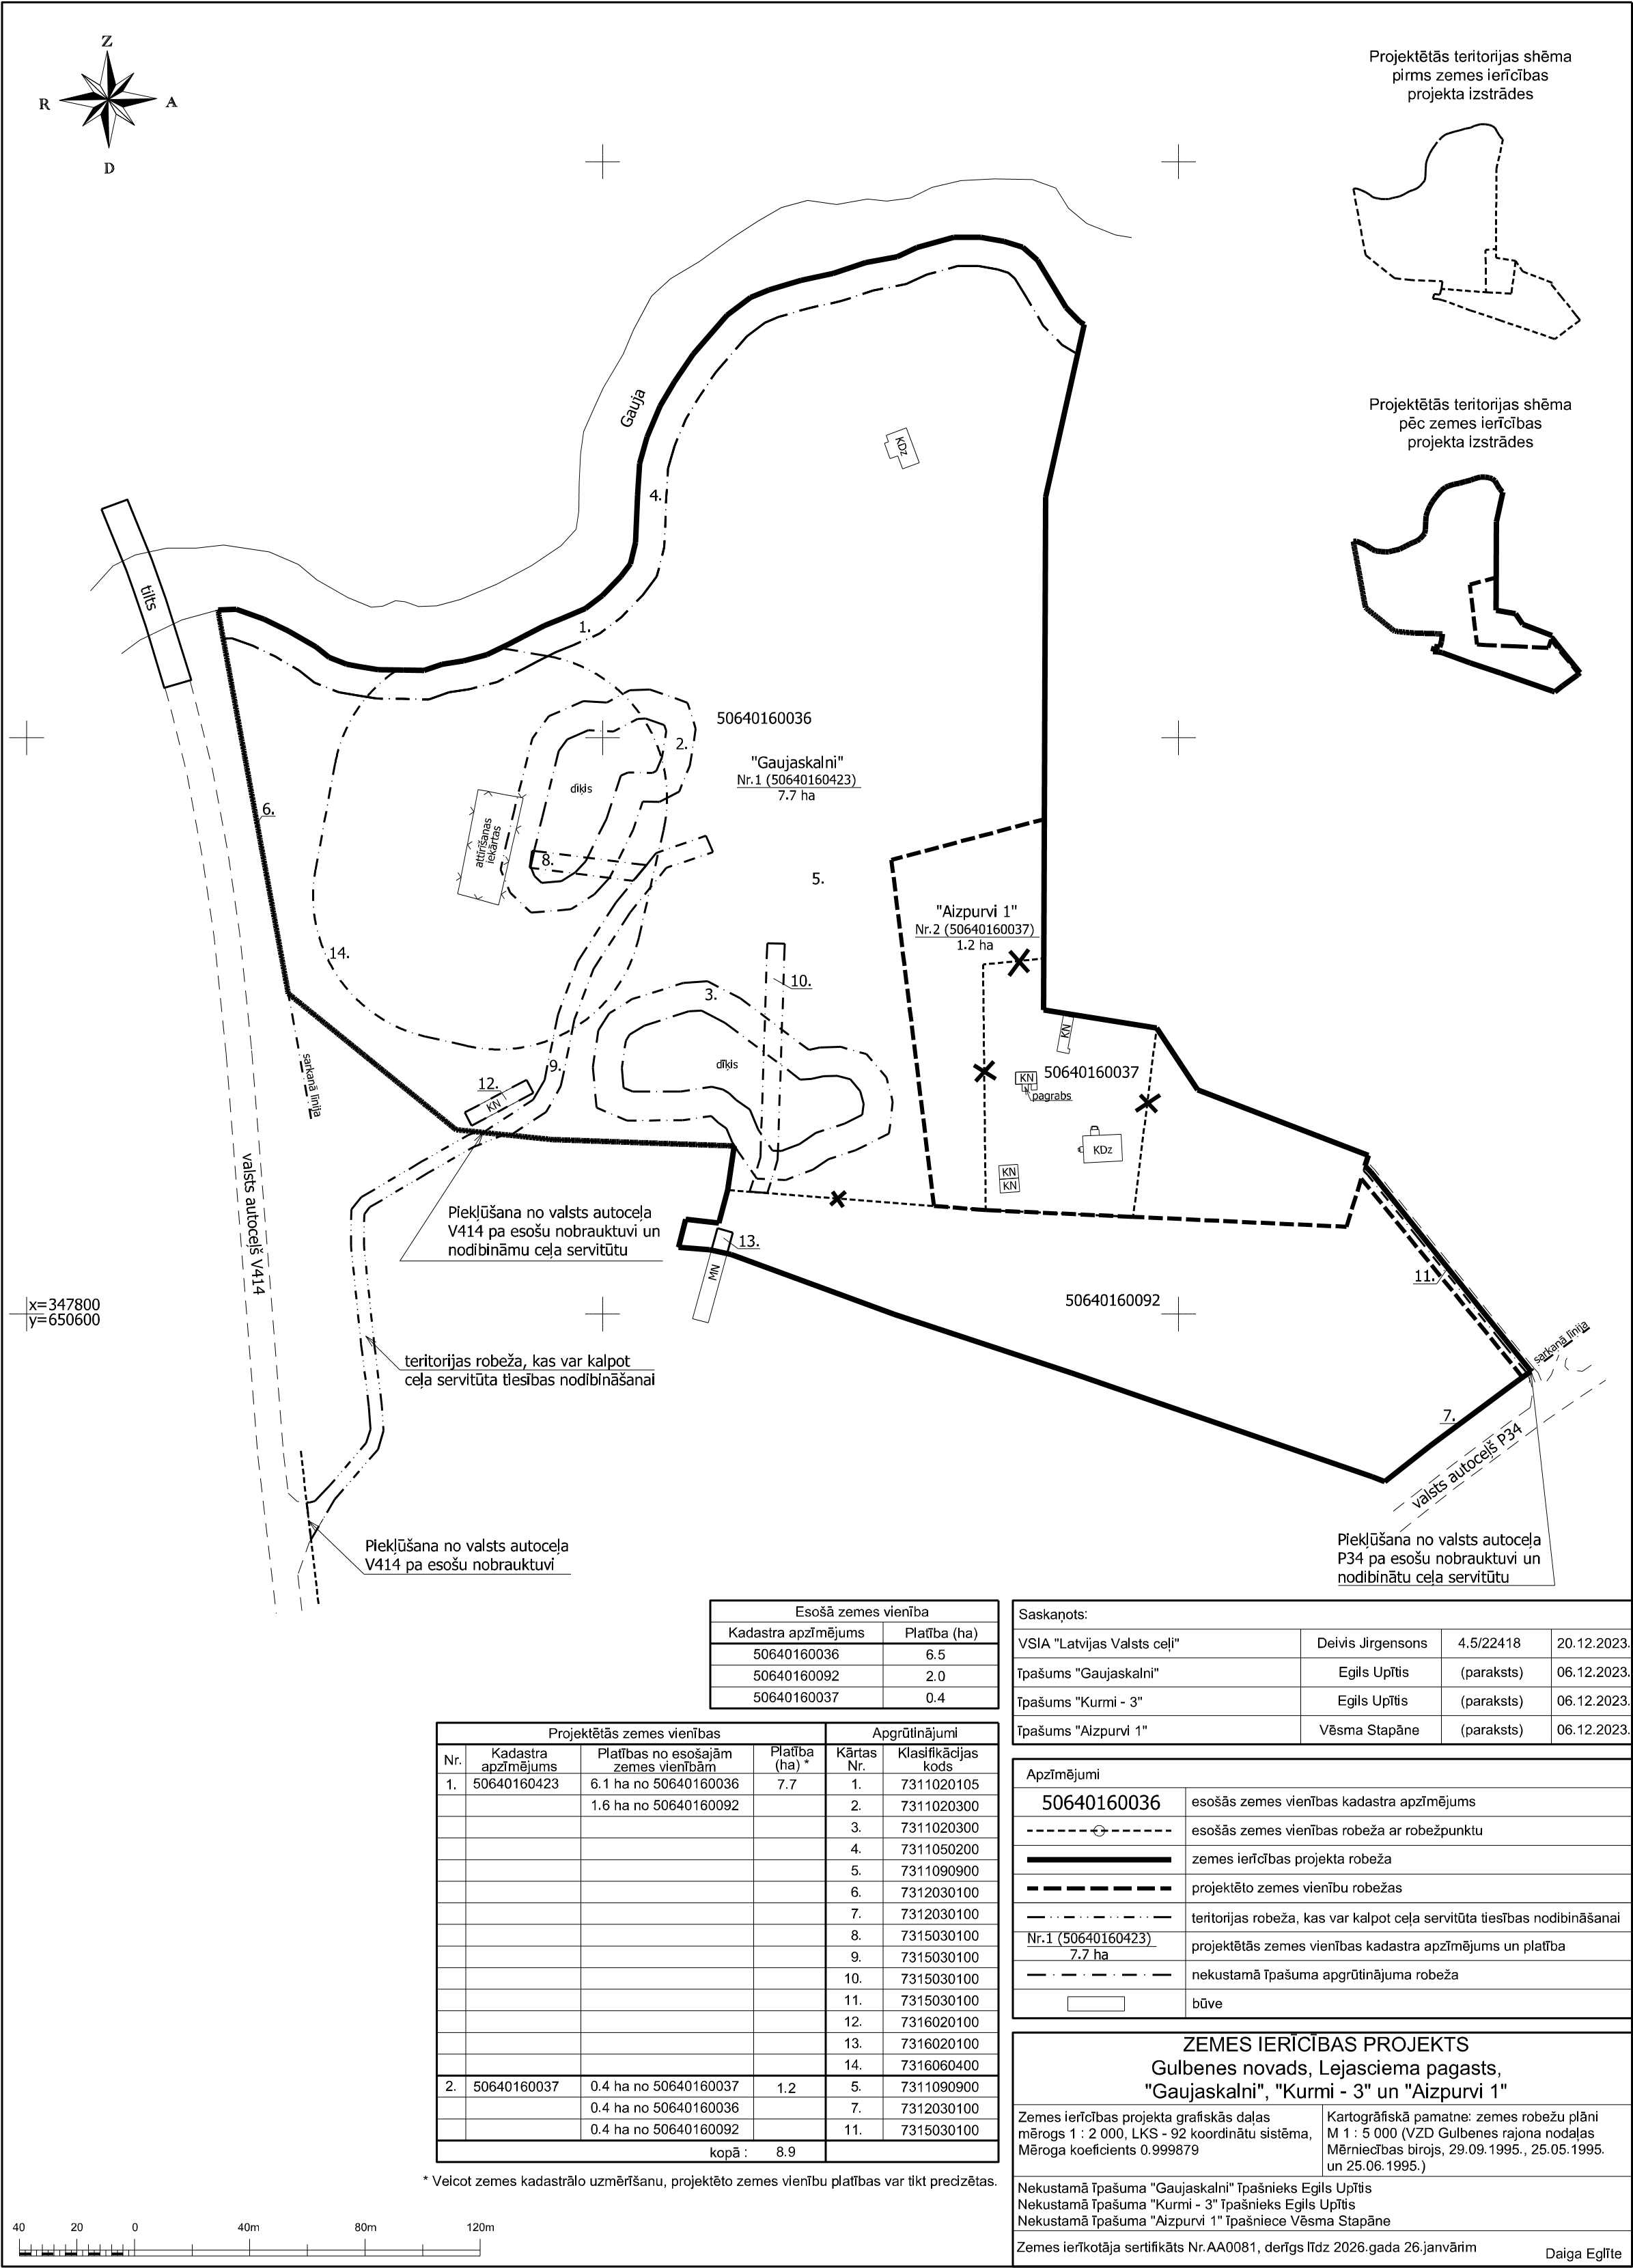 Z
R
A
D
Projektētās teritorijas shēma
pirms zemes ierīcības
projekta izstrādes
Projektētās teritorijas shēma
pēc zemes ierīcības
projekta izstrādes
Gauja
KDz
4.
1.
tilts
50640160036
2.
"Gaujaskalni"
Nr.1 (50640160423)
7.7 ha
dīķis
6.
attīrīšanas
iekārtas
8.
5.
"Aizpurvi 1"
Nr.2 (50640160037)
1.2 ha
14.
10.
3.
KN
9.
dīķis
50640160037
KN
pagrabs
sarkanā līnija
12.
KN
KDz
KN
KN
valsts autoceļš V414
Piekļūšana no valsts autoceļa
V414 pa esošu nobrauktuvi un
nodibināmu ceļa servitūtu
13.
MN
11.
50640160092
x=347800
y=650600
sarkanā līnija
teritorijas robeža, kas var kalpot
ceļa servitūta tiesības nodibināšanai
7.
valsts autoceļš P34
Piekļūšana no valsts autoceļa
V414 pa esošu nobrauktuvi
Piekļūšana no valsts autoceļa
P34 pa esošu nobrauktuvi un
nodibinātu ceļa servitūtu
Esošā zemes vienība
Kadastra apzīmējums Platība (ha)
50640160036 6.5
50640160092 2.0
50640160037 0.4
Saskaņots:
VSIA "Latvijas Valsts ceļi" Deivis Jirgensons 4.5/22418 20.12.2023.
īpašums "Gaujaskalni" Egils Upītis (paraksts) 06.12.2023.
īpašums "Kurmi - 3" Egils Upītis (paraksts) 06.12.2023.
īpašums "Aizpurvi 1" Vēsma Stapāne (paraksts) 06.12.2023.
Projektētās zemes vienības Apgrūtinājumi
Nr. Kadastra apzīmējums Platības no esošajām zemes vienībām Platība (ha) * Kārtas Nr. Klasifikācijas kods
1. 50640160423 6.1 ha no 50640160036 7.7 1. 7311020105
1.6 ha no 50640160092 2. 7311020300
3. 7311020300
4. 7311050200
5. 7311090900
6. 7312030100
7. 7312030100
8. 7315030100
9. 7315030100
10. 7315030100
11. 7315030100
12. 7316020100
13. 7316020100
14. 7316060400
2. 50640160037 0.4 ha no 50640160037 1.2 5. 7311090900
0.4 ha no 50640160036 7. 7312030100
0.4 ha no 50640160092 11. 7315030100
kopā : 8.9
* Veicot zemes kadastrālo uzmērīšanu, projektēto zemes vienību platības var tikt precizētas.
Apzīmējumi
50640160036 esošās zemes vienības kadastra apzīmējums
esošās zemes vienības robeža ar robežpunktu
zemes ierīcības projekta robeža
projektēto zemes vienību robežas
teritorijas robeža, kas var kalpot ceļa servitūta tiesības nodibināšanai
Nr.1 (50640160423)
7.7 ha
projektētās zemes vienības kadastra apzīmējums un platība
nekustamā īpašuma apgrūtinājuma robeža
būve
ZEMES IERĪCĪBAS PROJEKTS
Gulbenes novads, Lejasciema pagasts,
"Gaujaskalni", "Kurmi - 3" un "Aizpurvi 1"
Zemes ierīcības projekta grafiskās daļas
mērogs 1 : 2 000, LKS - 92 koordinātu sistēma,
Mēroga koeficients 0.999879
Kartogrāfiskā pamatne: zemes robežu plāni
M 1 : 5 000 (VZD Gulbenes rajona nodaļas
Mērniecības birojs, 29.09.1995., 25.05.1995.
un 25.06.1995.)
Nekustamā īpašuma "Gaujaskalni" īpašnieks Egils Upītis
Nekustamā īpašuma "Kurmi - 3" īpašnieks Egils Upītis
Nekustamā īpašuma "Aizpurvi 1" īpašniece Vēsma Stapāne
Zemes ierīkotāja sertifikāts Nr.AA0081, derīgs līdz 2026.gada 26.janvārim
Daiga Eglīte
40 20 0 40m 80m 120m